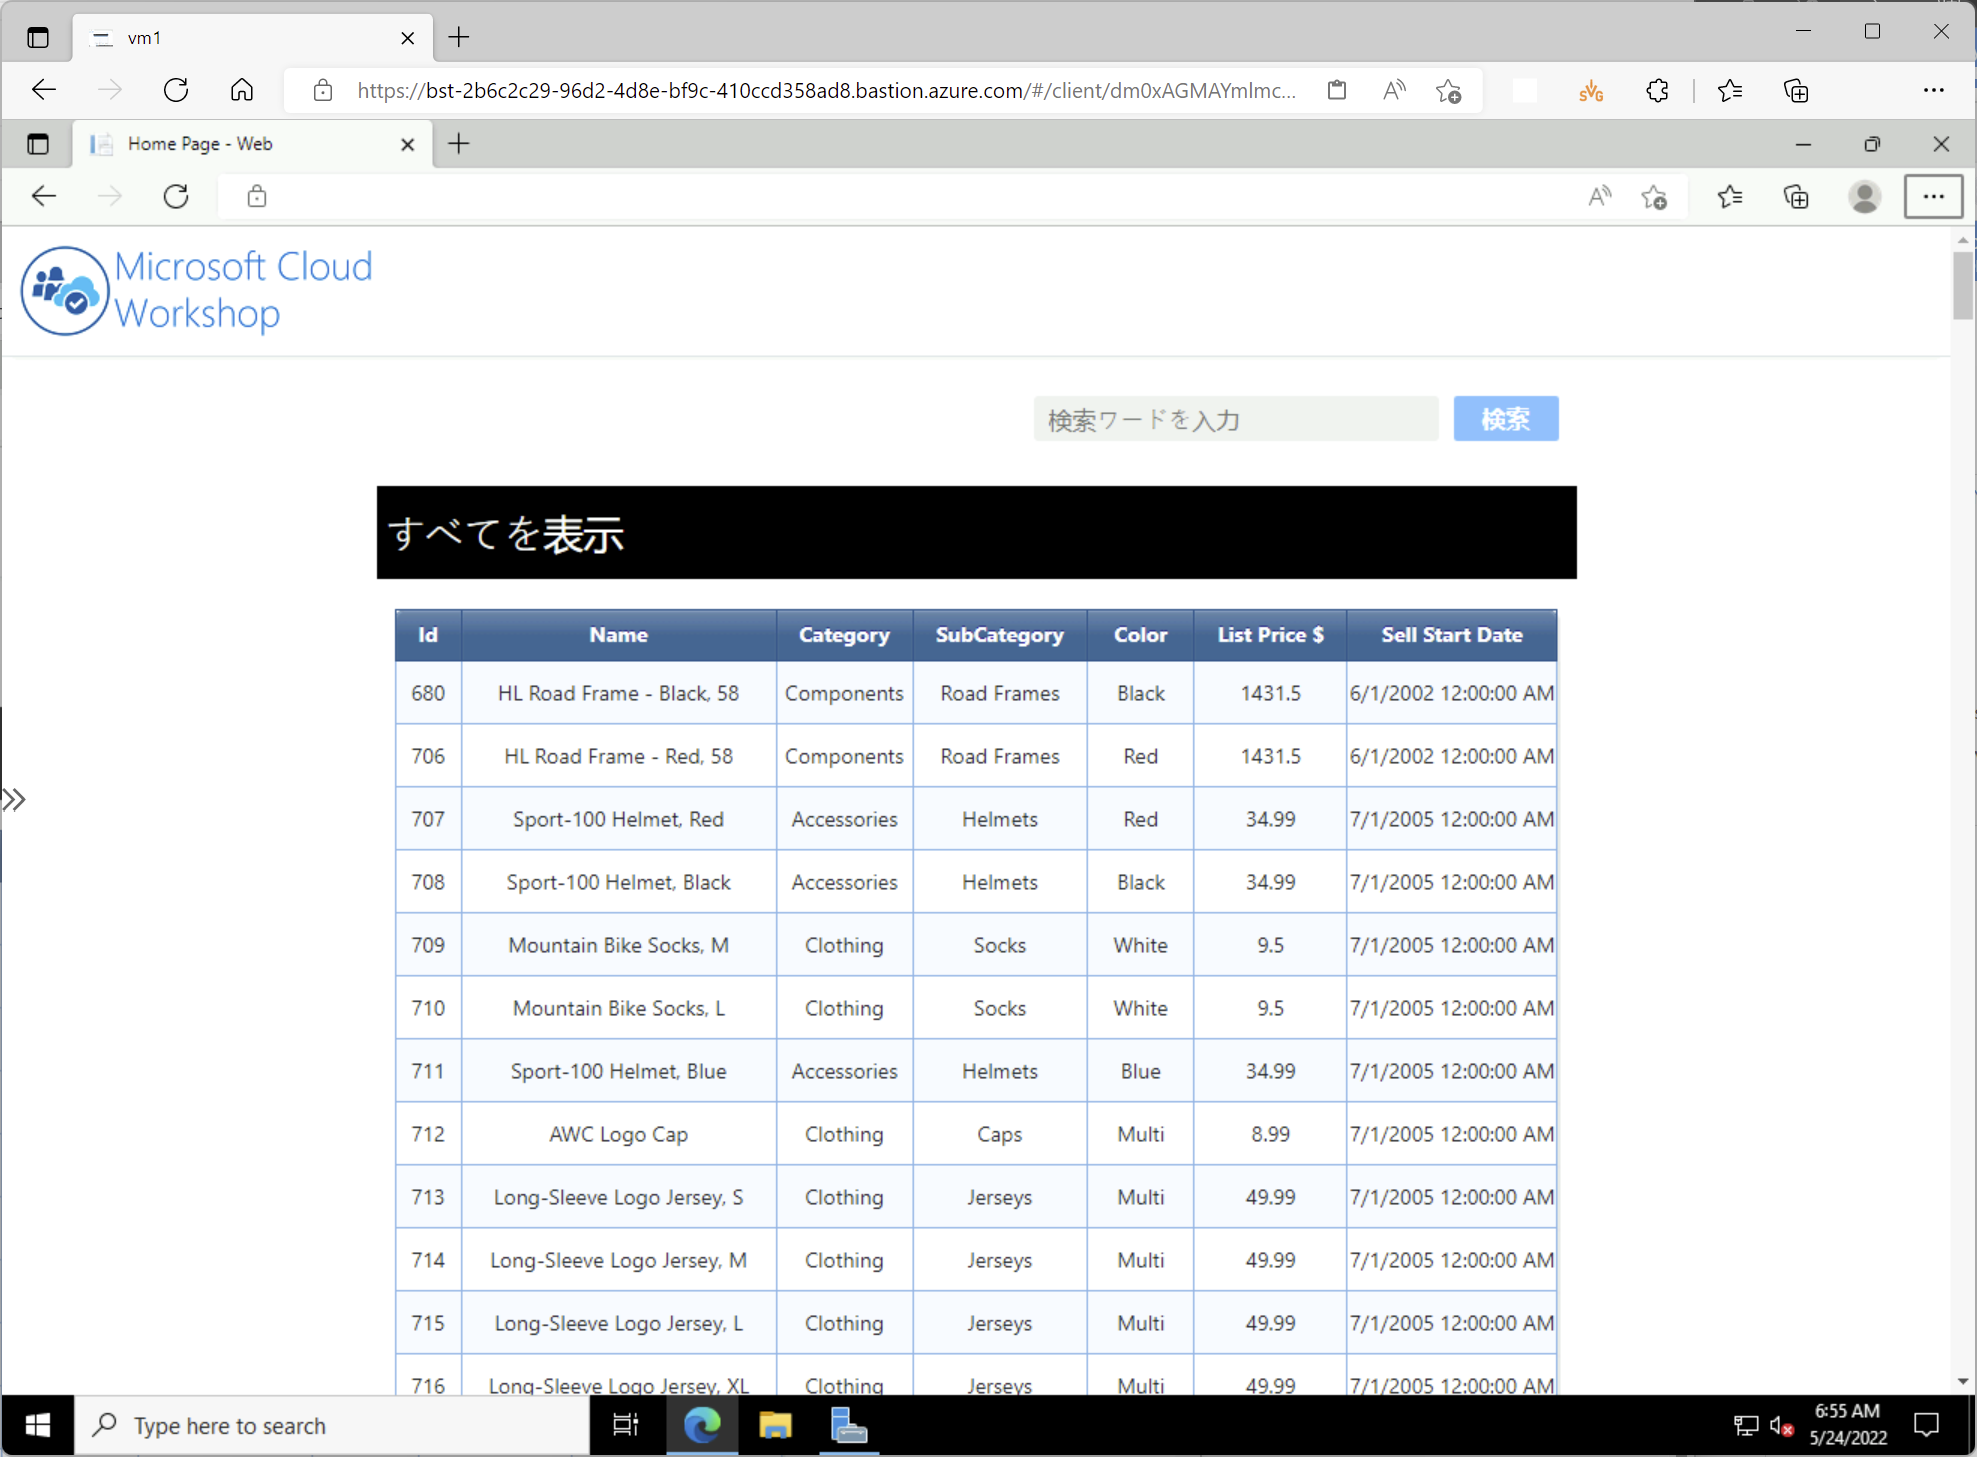 vm1
https://bst-2b6c2c29-96d2-4d8e-bf9c-410ccd358ad8.bastion.azure.com/#/client/dm0xAGMAYmlmc...
Home Page - Web
Microsoft Cloud
Workshop
検索ワードを入力 検索
すべてを表示
Id Name Category SubCategory Color List Price $ Sell Start Date
680 HL Road Frame - Black, 58 Components Road Frames Black 1431.5 6/1/2002 12:00:00 AM
706 HL Road Frame - Red, 58 Components Road Frames Red 1431.5 6/1/2002 12:00:00 AM
707 Sport-100 Helmet, Red Accessories Helmets Red 34.99 7/1/2005 12:00:00 AM
708 Sport-100 Helmet, Black Accessories Helmets Black 34.99 7/1/2005 12:00:00 AM
709 Mountain Bike Socks, M Clothing Socks White 9.5 7/1/2005 12:00:00 AM
710 Mountain Bike Socks, L Clothing Socks White 9.5 7/1/2005 12:00:00 AM
711 Sport-100 Helmet, Blue Accessories Helmets Blue 34.99 7/1/2005 12:00:00 AM
712 AWC Logo Cap Clothing Caps Multi 8.99 7/1/2005 12:00:00 AM
713 Long-Sleeve Logo Jersey, S Clothing Jerseys Multi 49.99 7/1/2005 12:00:00 AM
714 Long-Sleeve Logo Jersey, M Clothing Jerseys Multi 49.99 7/1/2005 12:00:00 AM
715 Long-Sleeve Logo Jersey, L Clothing Jerseys Multi 49.99 7/1/2005 12:00:00 AM
716 Long-Sleeve Logo Jersey, XL Clothing Jerseys Multi 49.99 7/1/2005 12:00:00 AM
Type here to search
6:55 AM
5/24/2022